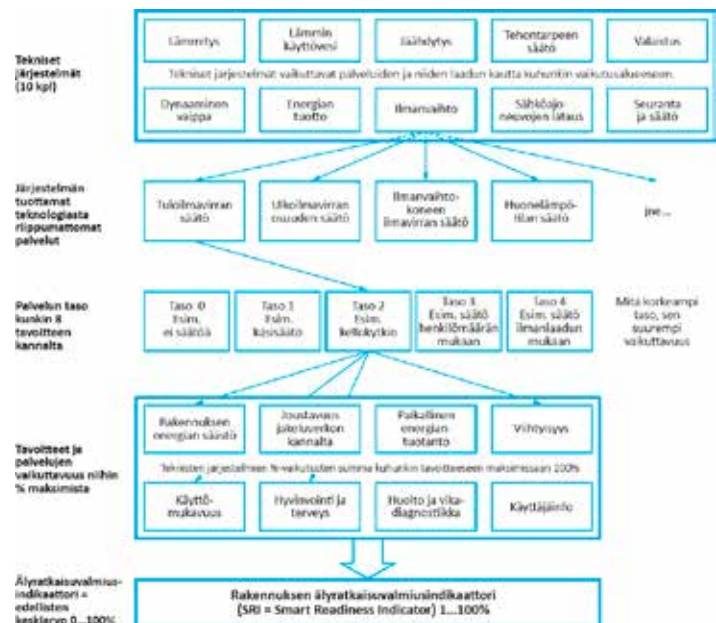 Tekniset
järjestelmät
(10 kpl)
Lämmitys
Lämmin
käyttövesi
Jäähdytys
Tehontarpeen
säätö
Valaistus
Tekniset järjestelmät vaikuttavat palveluiden ja niiden laadun kautta kuhunkin vaikutusalueeseen.
Dynaaminen
vaippa
Energian
tuotto
Ilmanvaihto
Sähköajo
neuvojen lataus
Seuranta
ja säätö
Järjestelmän
tuottamat
teknologiasta
riippumattomat
palvelut
Tuloilmavirran
säätö
Ulkoilmavirran
osuuden säätö
Ilmanvaihto-
koneen
ilmavirran säätö
Huonelämpö-
tilan säätö
jne...
Palvelun taso
kunkin 8
tavoitteen
kannalta
Taso 0
Esim.
ei säätöä
Taso 1
Esim.
käsisäätö
Taso 2
Esim.
kellokytkin
Taso 3
Esim. säätö
henkilömäärän
mukaan
Taso 4
Esim. säätö
ilmanlaadun
mukaan
Mitä korkeampi
taso, sen
suurempi
vaikuttavuus
Tavoitteet ja
palvelujen
vaikuttavuus niihin
% maksimista
Rakennuksen
energian säästö
Joustavuus
jakeluverkon
kannalta
Paikallinen
energian
tuotanto
Viihtyisyys
Teknisten järjestelmien %-vaikutusten summa kuhunkin tavoitteeseen maksimissaan 100%
Käyttö-
mukavuus
Hyvinvointi ja
terveys
Huolto ja vika-
diagnostiikka
Käyttäjäinfo
Älyratkaisuvalmius-
indikaattori =
edellisten
keskiarvo 0...100%
Rakennuksen älyratkaisuvalmiusindikaattori
(SRI = Smart Readiness Indicator) 1...100%